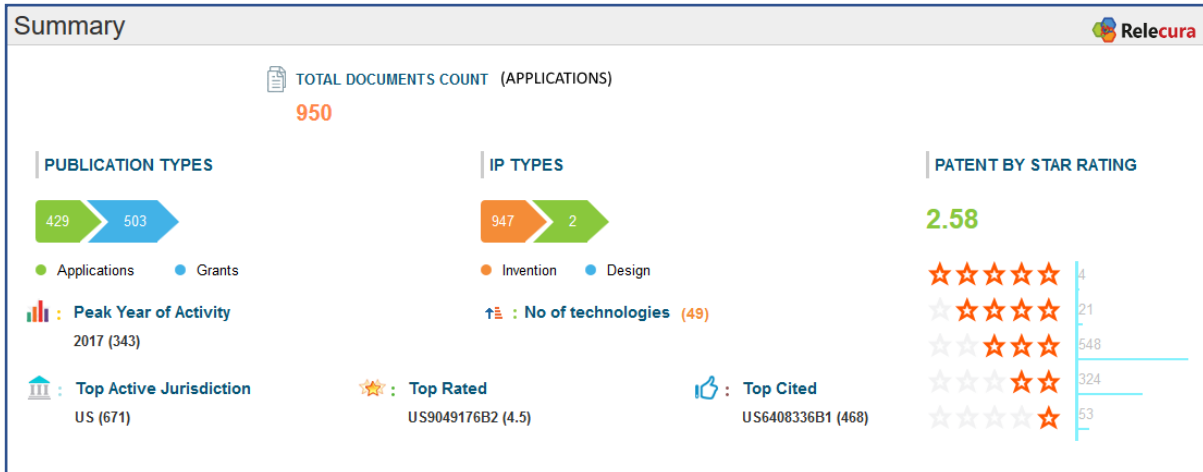 Summary
Relecura
TOTAL DOCUMENTS COUNT (APPLICATIONS)
950
PUBLICATION TYPES
429 503
Applications Grants
Peak Year of Activity
2017 (343)
IP TYPES
947 2
Invention Design
: No of technologies (49)
PATENT BY STAR RATING
2.58
4
21
548
324
53
: Top Active Jurisdiction
US (671)
: Top Rated
US9049176B2 (4.5)
: Top Cited
US6408336B1 (468)